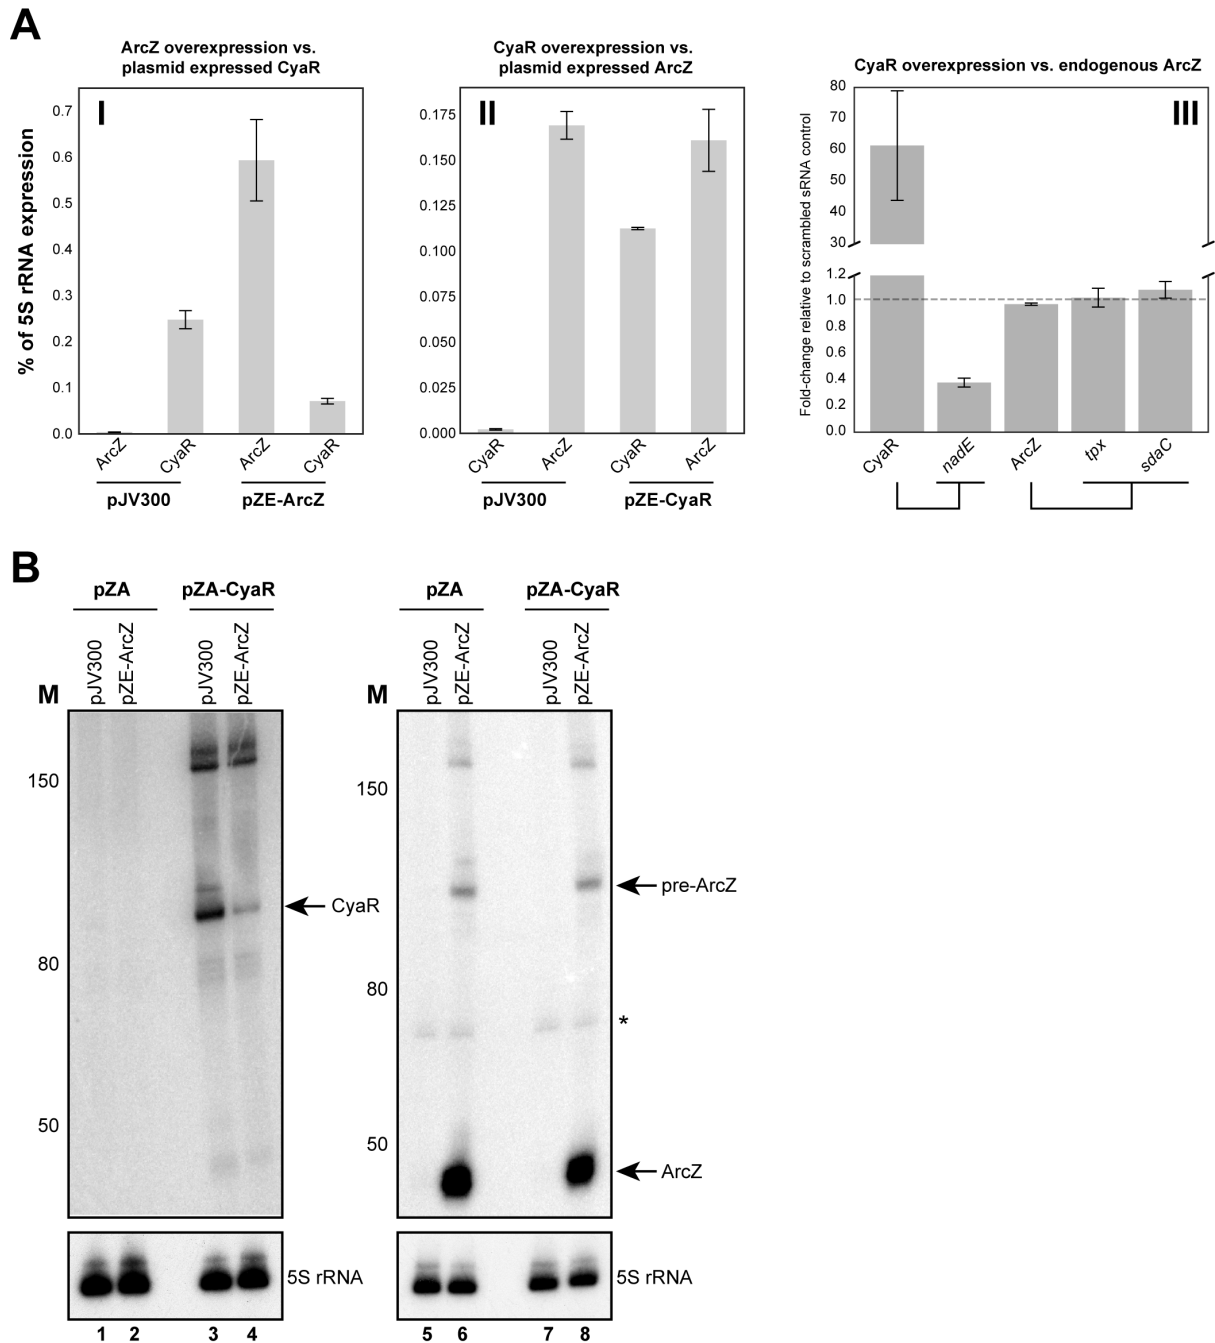 A
ArcZ overexpression vs.
plasmid expressed CyaR
I
% of 5S rRNA expression
0.7
0.6
0.5
0.4
0.3
0.2
0.1
0.0
ArcZ
CyaR
ArcZ
CyaR
pJV300
pZE-ArcZ
CyaR overexpression vs.
plasmid expressed ArcZ
II
0.175
0.150
0.125
0.100
0.075
0.050
0.025
0.000
CyaR
ArcZ
CyaR
ArcZ
pJV300
pZE-CyaR
CyaR overexpression vs. endogenous ArcZ
III
Fold-change relative to scrambled sRNA control
80
70
60
50
40
30
1.2
1.0
0.8
0.6
0.4
0.2
0.0
CyaR
nadE
ArcZ
tpx
sdaC
B
pZA
pZA-CyaR
M
pJV300
pZE-ArcZ
pJV300
pZE-ArcZ
150
80
50
CyaR
5S rRNA
1 2 3 4
pZA
pZA-CyaR
M
pJV300
pZE-ArcZ
pJV300
pZE-ArcZ
150
80
50
pre-ArcZ
*
ArcZ
5S rRNA
5 6 7 8